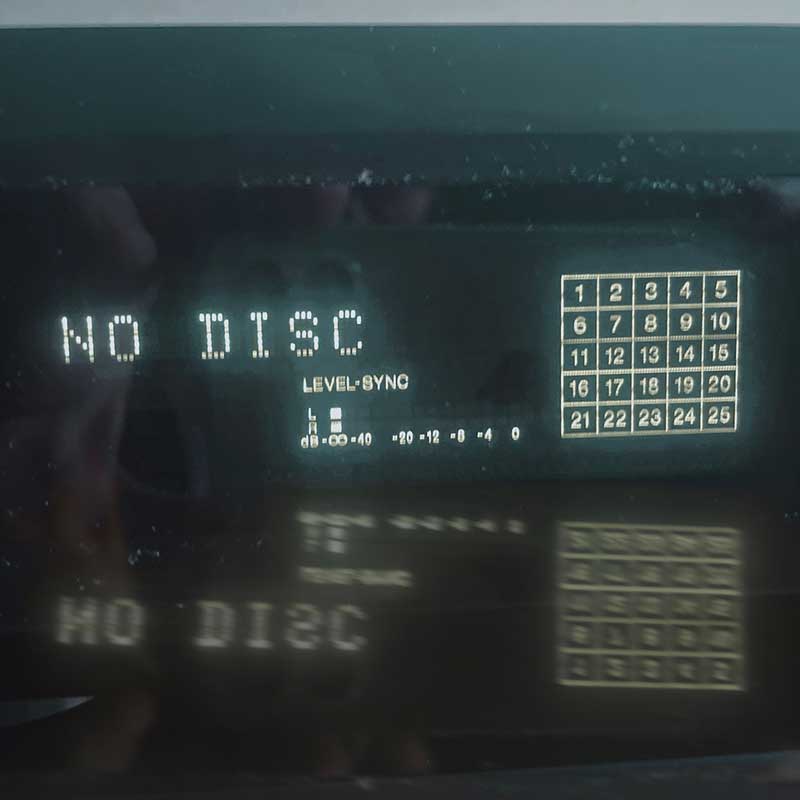 NO DISC
LEVEL-SYNC
L
R
dB -∞ -40 -20 -12 -8 -4 0
1 2 3 4 5
6 7 8 9 10
11 12 13 14 15
16 17 18 19 20
21 22 23 24 25